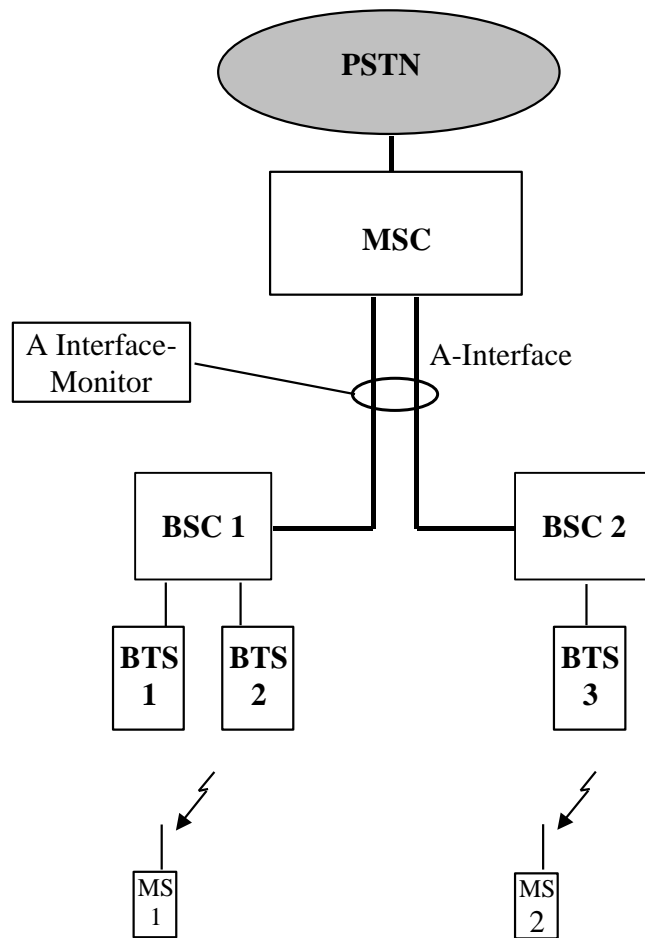 PSTN
MSC
A Interface-
Monitor
A-Interface
BSC 1
BSC 2
BTS
1
BTS
2
BTS
3
MS
1
MS
2